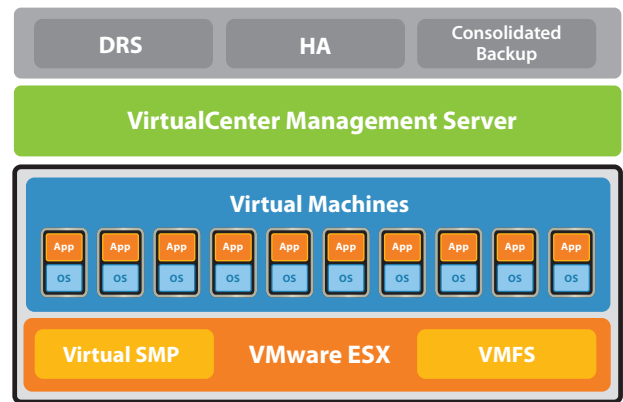 DRS
HA
Consolidated
Backup
VirtualCenter Management Server
Virtual Machines
App App App App App App App App App App
OS OS OS OS OS OS OS OS OS OS
Virtual SMP
VMware ESX
VMFS